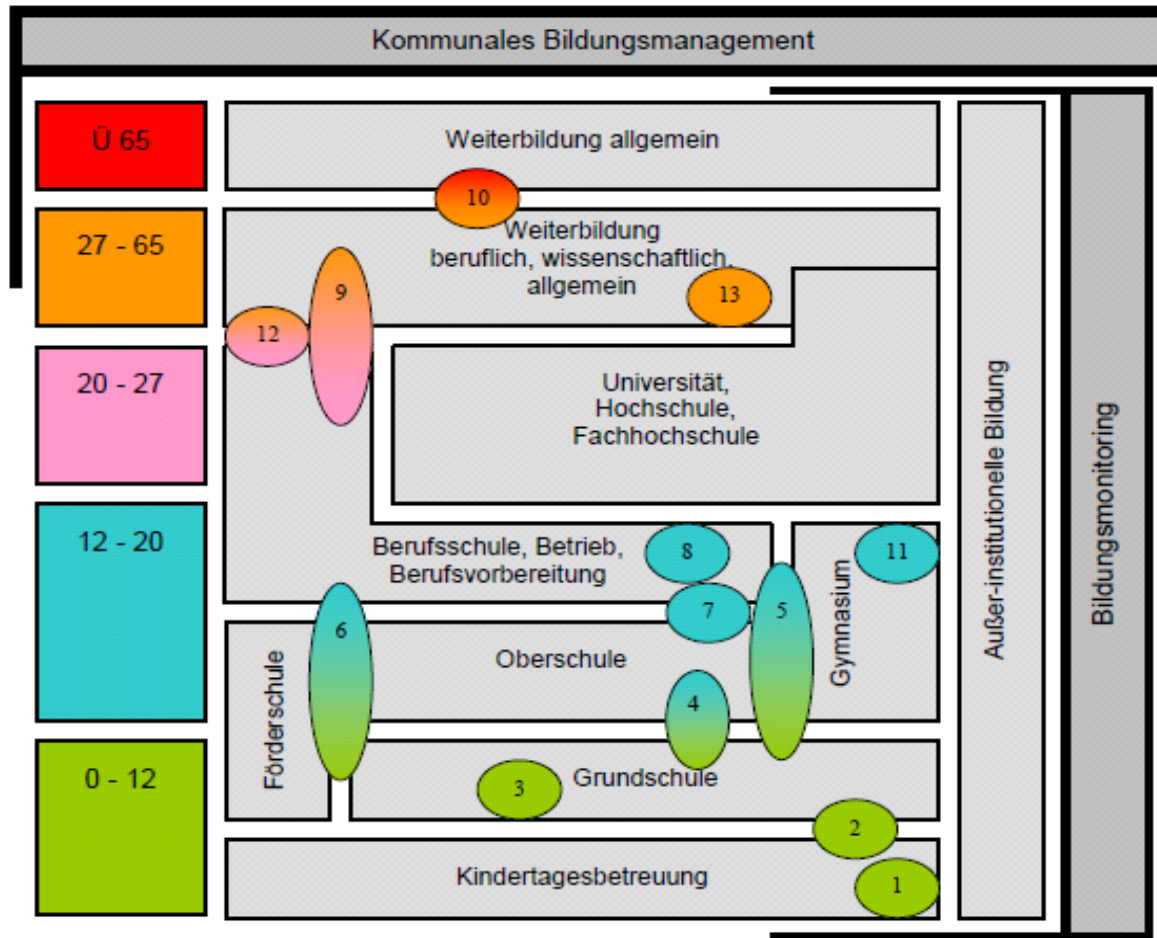 Kommunales Bildungsmanagement
Ü 65
Weiterbildung allgemein
10
27 - 65
Weiterbildung
beruflich, wissenschaftlich,
allgemein
9
13
12
20 - 27
Universität,
Hochschule,
Fachhochschule
12 - 20
Berufsschule, Betrieb,
Berufsvorbereitung
8
11
7
5
6
Gymnasium
Oberschule
4
Förderschule
0 - 12
Grundschule
3
2
Kindertagesbetreuung
1
Außer-institutionelle Bildung
Bildungsmonitoring